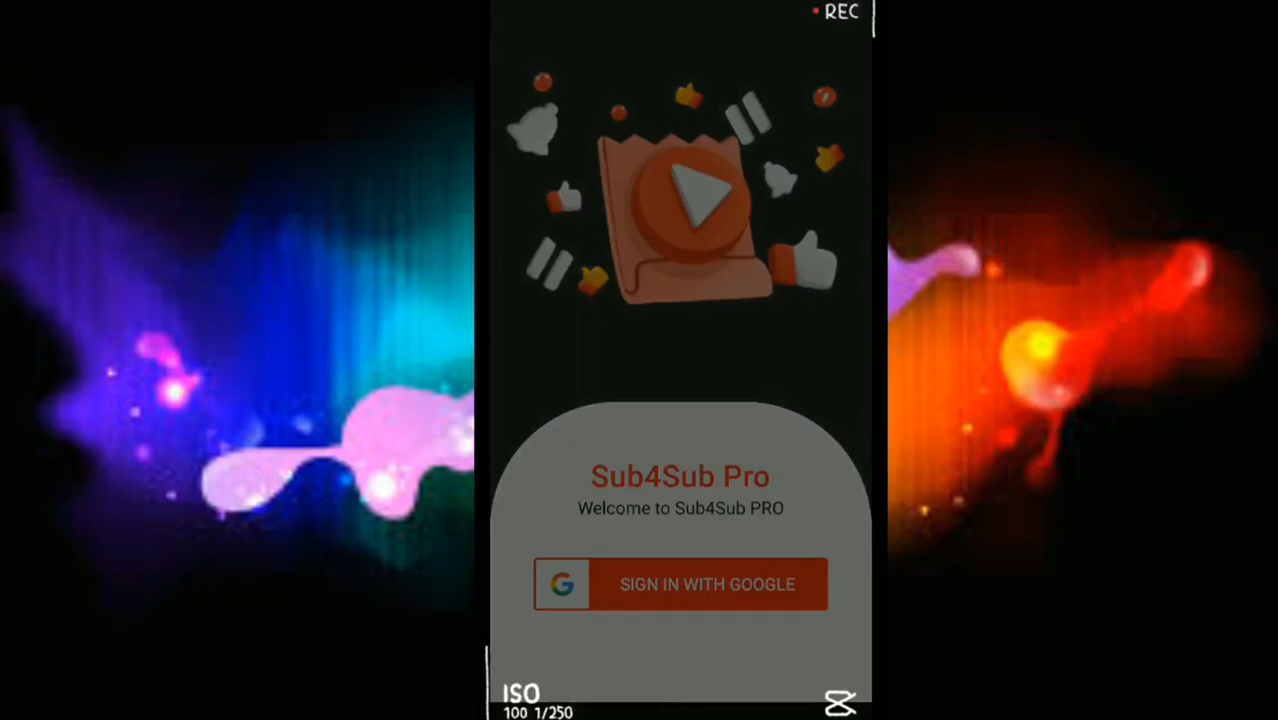 REC
Sub4Sub Pro
Welcome to Sub4Sub PRO
G SIGN IN WITH GOOGLE
ISO
100 1/250